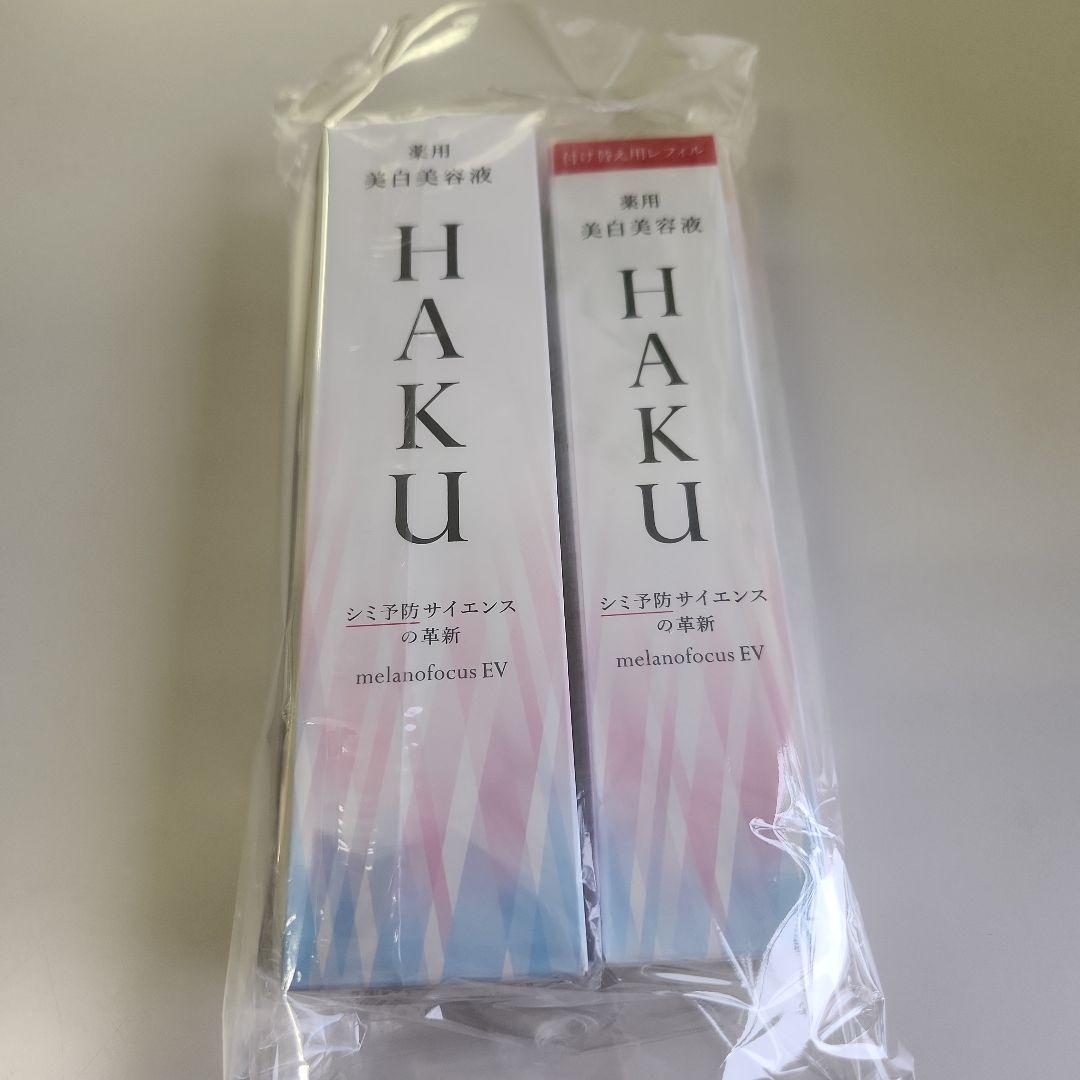 薬用
美白美容液
HAKU
シミ予防サイエンス
の革新
melanofocus EV
付け替え用レフィル
薬用
美白美容液
HAKU
シミ予防サイエンス
の革新
melanofocus EV